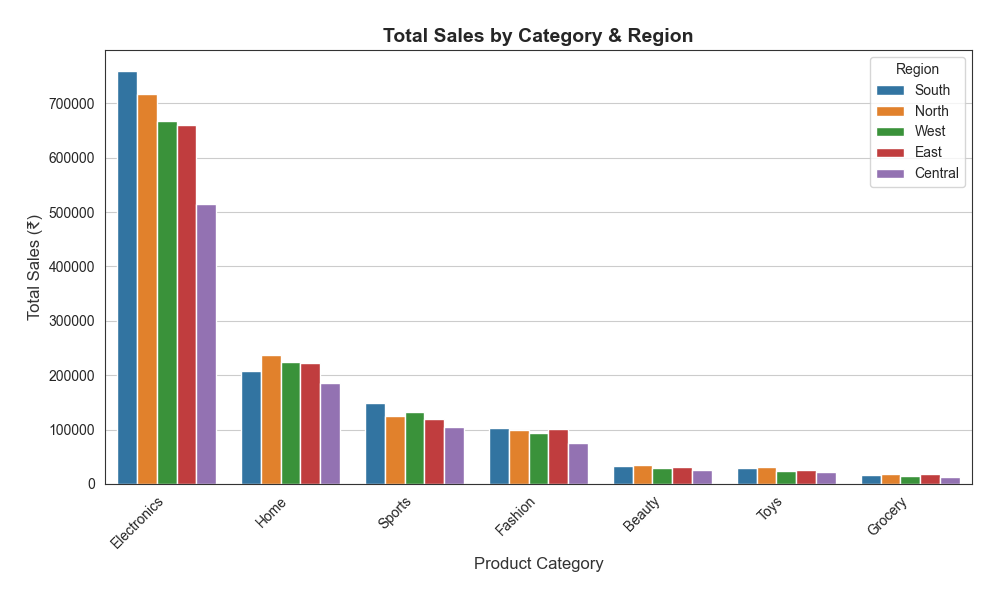 Total Sales by Category & Region
Total Sales (₹)
700000
600000
500000
400000
300000
200000
100000
0
Region
South
North
West
East
Central
Electronics
Home
Sports
Fashion
Beauty
Toys
Grocery
Product Category